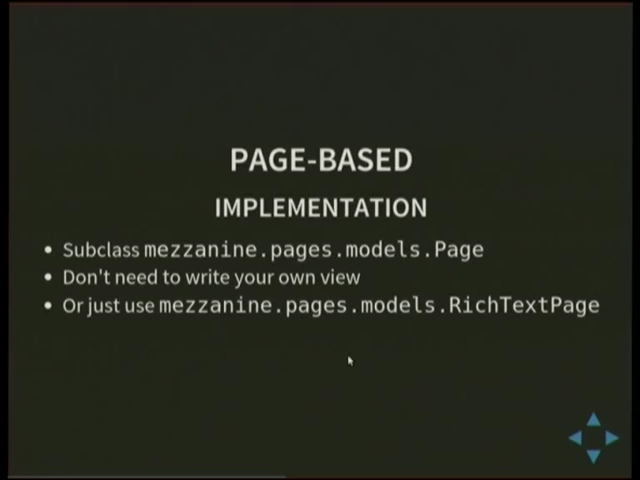 PAGE-BASED
IMPLEMENTATION
• Subclass mezzanine.pages.models.Page
• Don't need to write your own view
• Or just use mezzanine.pages.models.RichTextPage